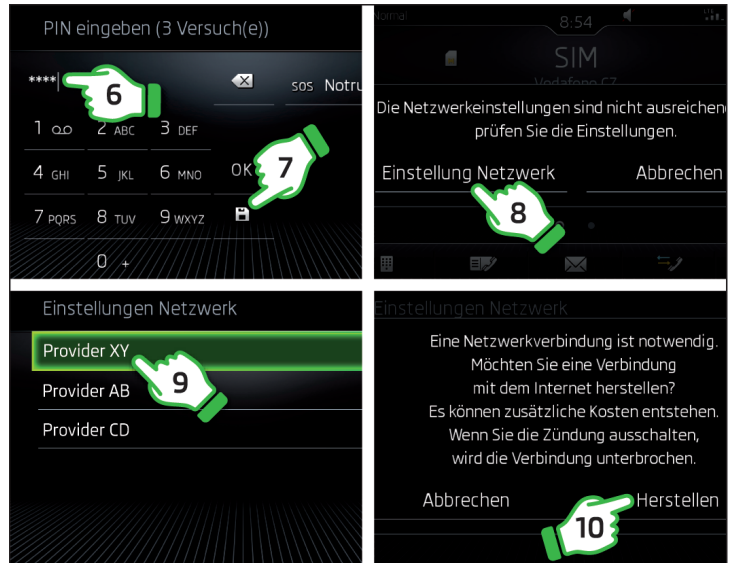 PIN eingeben (3 Versuch(e))
****
6
sos Notru
1
2 ABC
3 DEF
4 GHI
5 JKL
6 MNO
OK
7
7 PQRS
8 TUV
9 WXYZ
0 +
Normal
8:54
SIM
Vodafone CZ
Die Netzwerkeinstellungen sind nicht ausreichen
prüfen Sie die Einstellungen.
Einstellung Netzwerk
Abbrechen
8
Einstellungen Netzwerk
Provider XY
9
Provider AB
Provider CD
Einstellungen Netzwerk
Eine Netzwerkverbindung ist notwendig.
Möchten Sie eine Verbindung
mit dem Internet herstellen?
Es können zusätzliche Kosten entstehen.
Wenn Sie die Zündung ausschalten,
wird die Verbindung unterbrochen.
Abbrechen
Herstellen
10